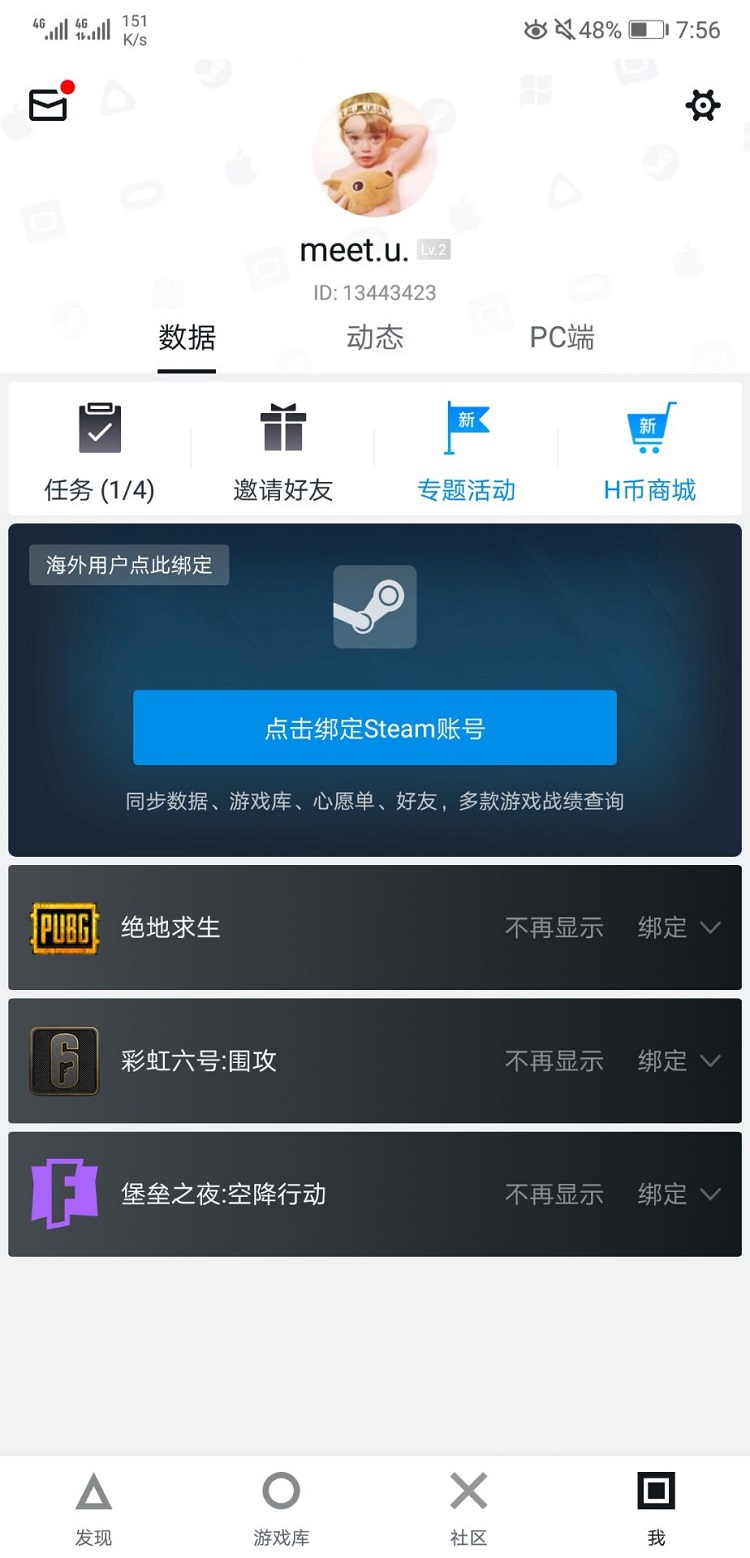 4G 4G 151 K/s 48% 7:56
meet.u. Lv.2
ID: 13443423
数据 动态 PC端
新 新
任务 (1/4) 邀请好友 专题活动 H币商城
海外用户点此绑定
点击绑定Steam账号
同步数据、游戏库、心愿单、好友，多款游戏战绩查询
PUBG 绝地求生 不再显示 绑定
6 彩虹六号:围攻 不再显示 绑定
F 堡垒之夜:空降行动 不再显示 绑定
发现 游戏库 社区 我